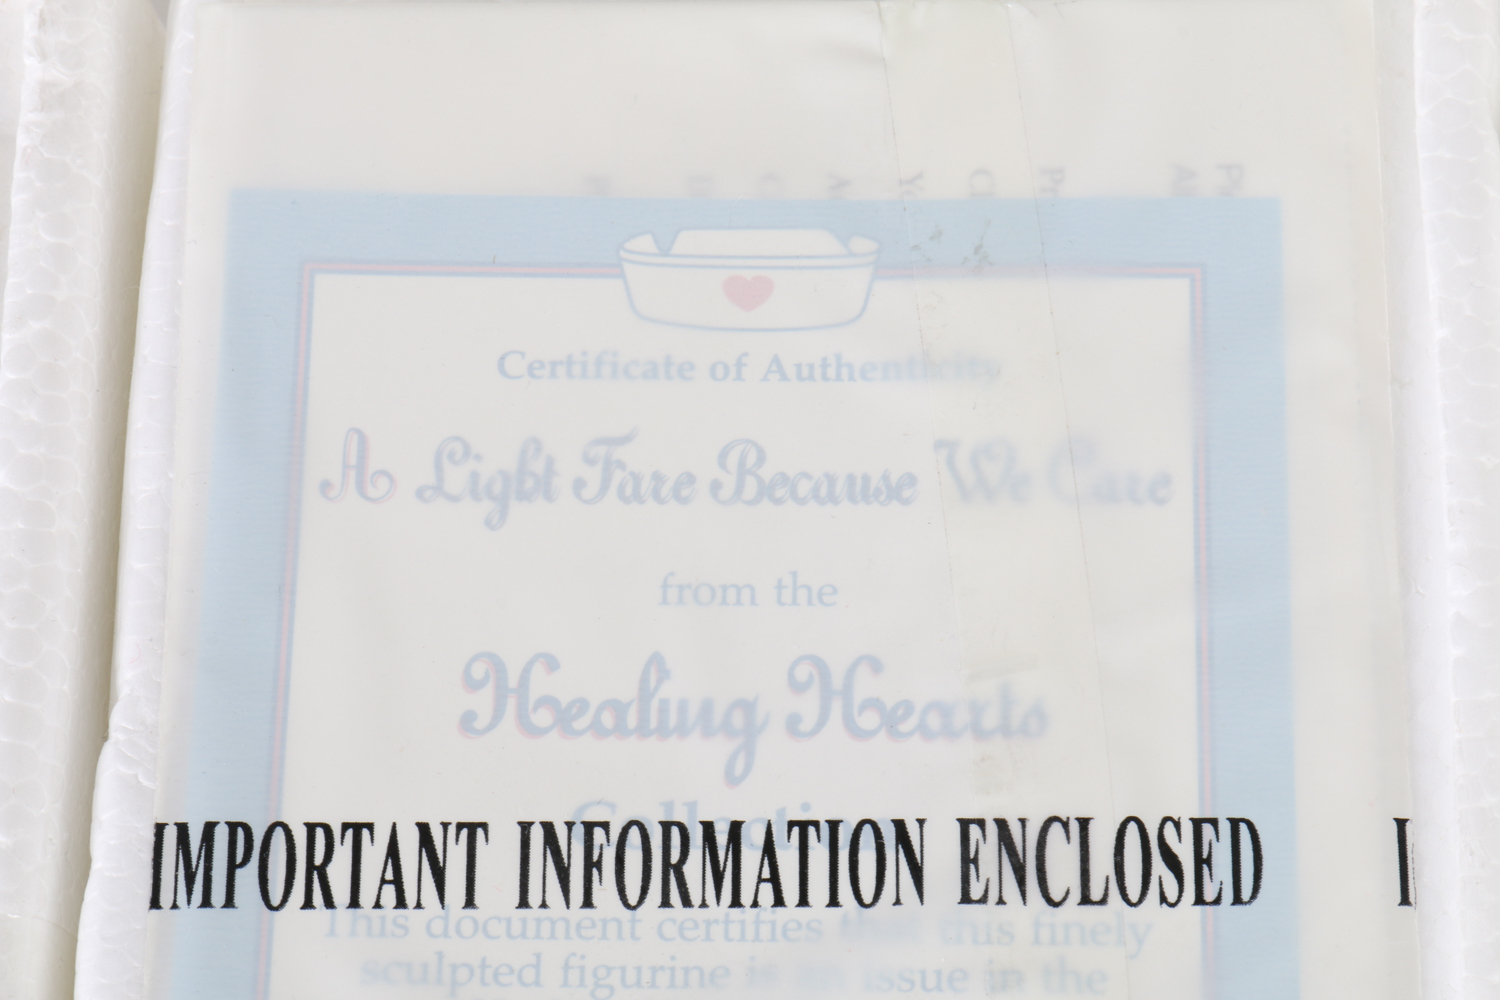 Certificate of Authenticity
A Light Fare Because We Care
from the
Healing Hearts
Collection
IMPORTANT INFORMATION ENCLOSED I
This document certifies that this finely
sculpted figurine is an issue in the